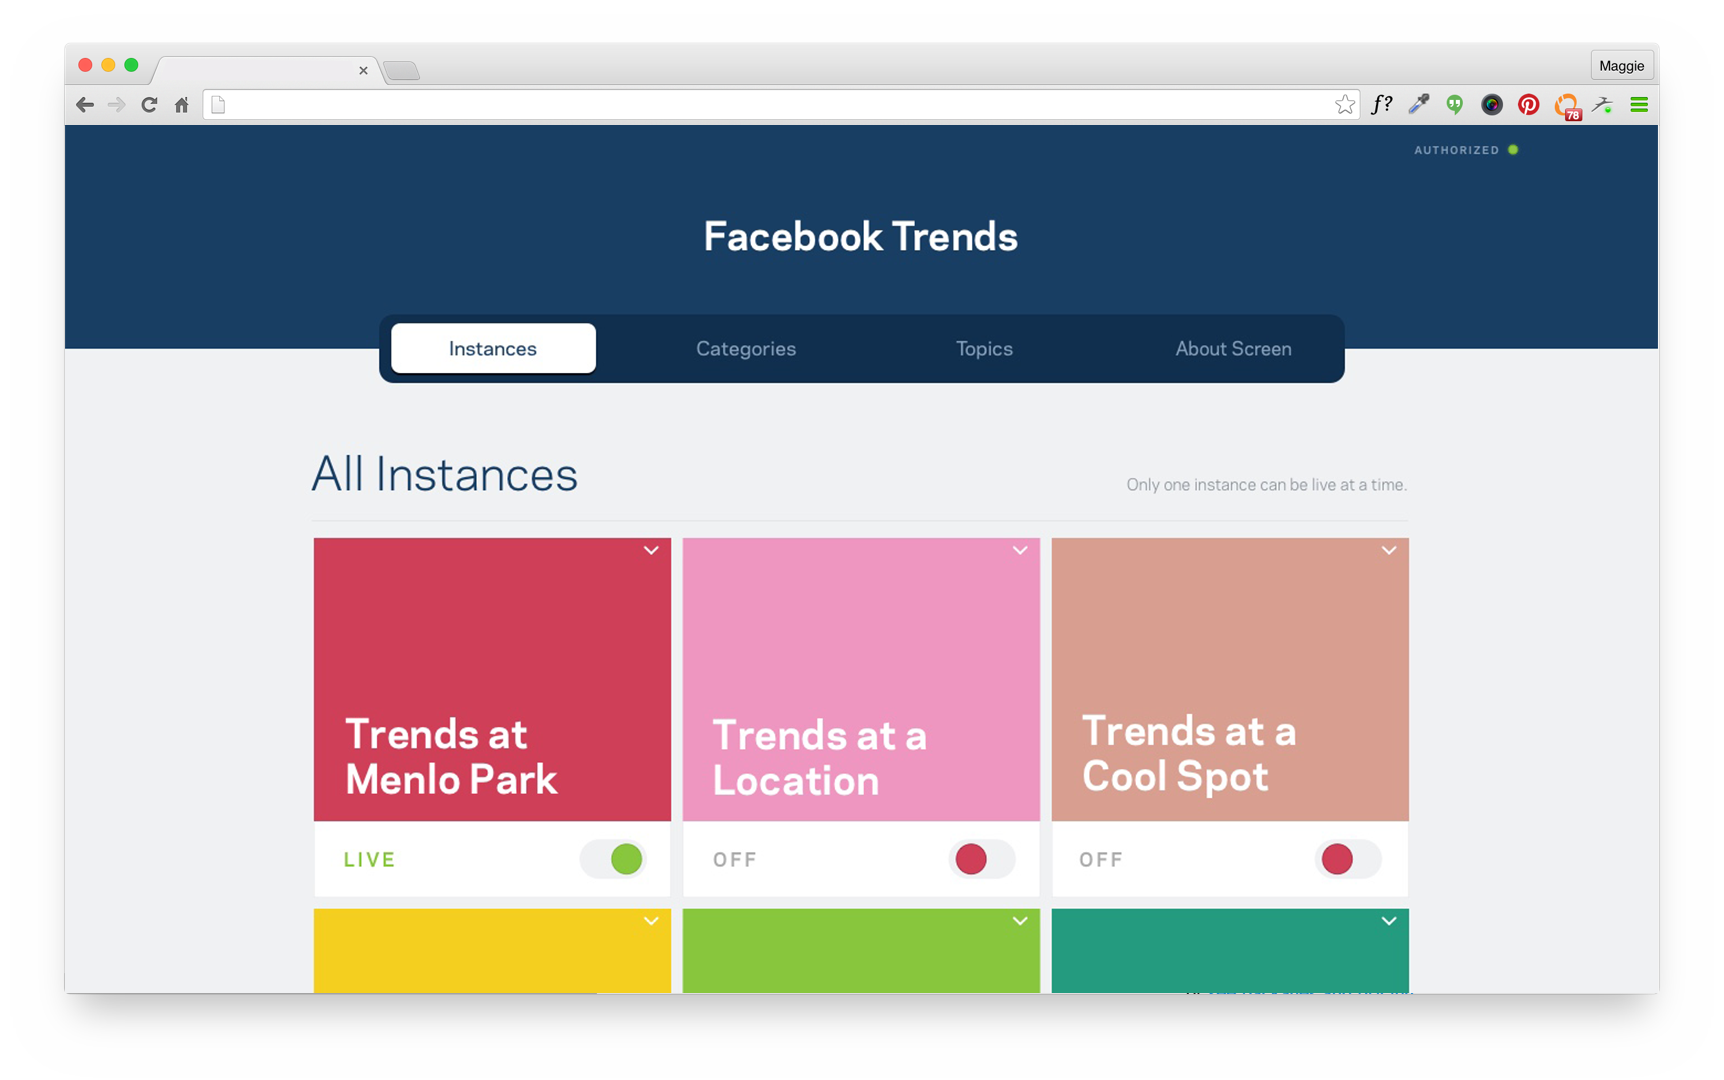 Maggie
f?
78
AUTHORIZED
Facebook Trends
Instances
Categories
Topics
About Screen
All Instances
Only one instance can be live at a time.
Trends at
Menlo Park
Trends at a
Location
Trends at a
Cool Spot
LIVE
OFF
OFF